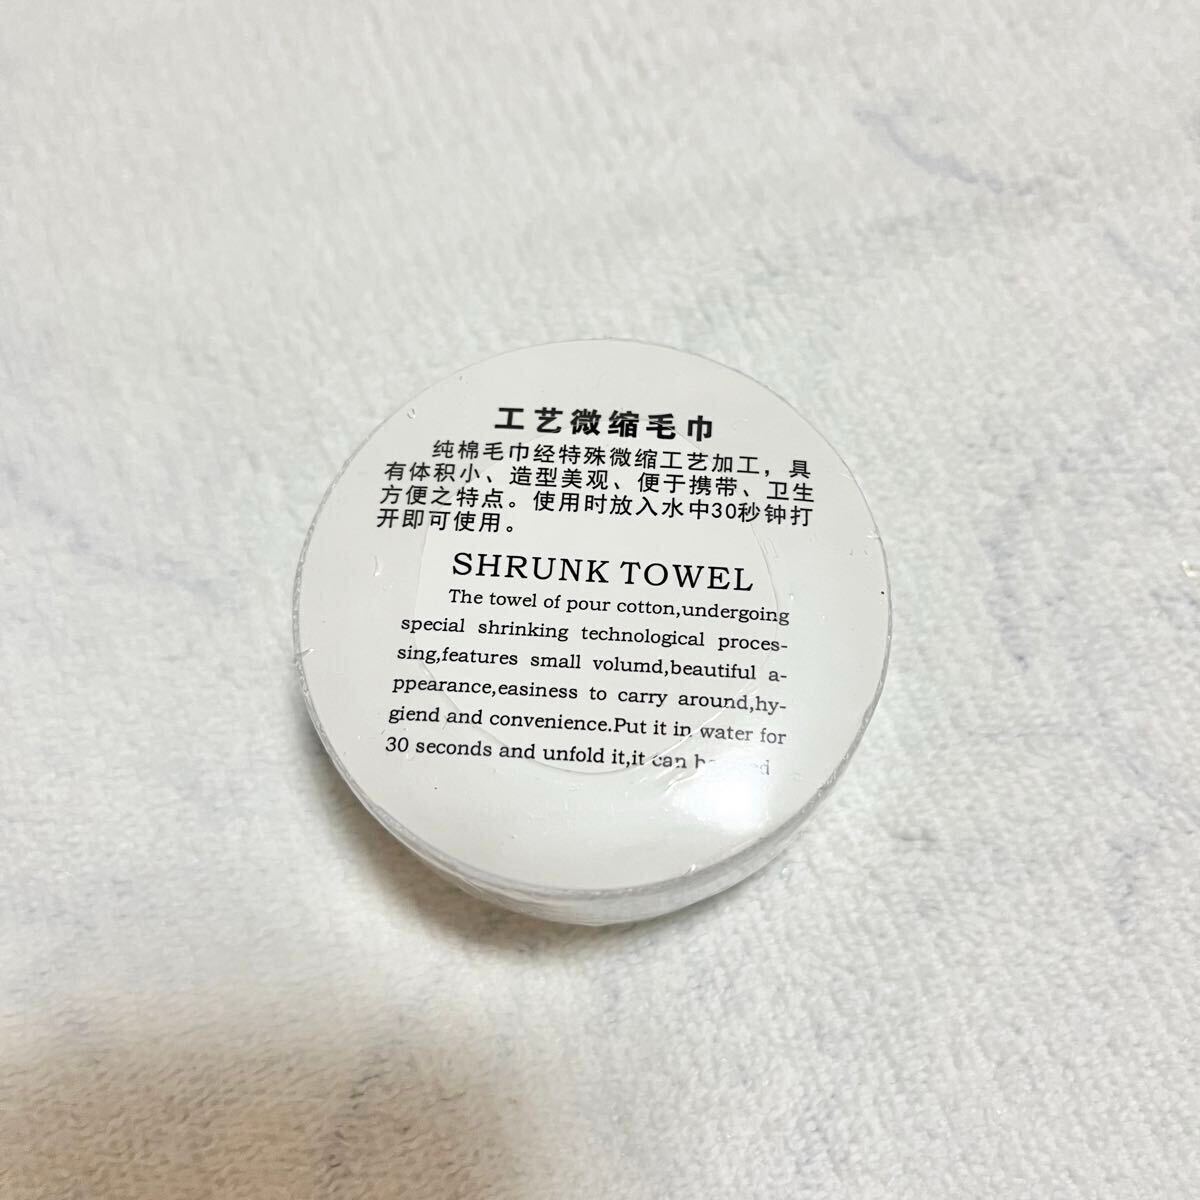 工艺微缩毛巾
纯棉毛巾经特殊微缩工艺加工，具
有体积小、造型美观、便于携带、卫生
方便之特点。使用时放入水中30秒钟打
开即可使用。
SHRUNK TOWEL
The towel of pour cotton,undergoing
special shrinking technological proces-
sing,features small volumd,beautiful a-
ppearance,easiness to carry around,hy-
giend and convenience.Put it in water for
30 seconds and unfold it,it can